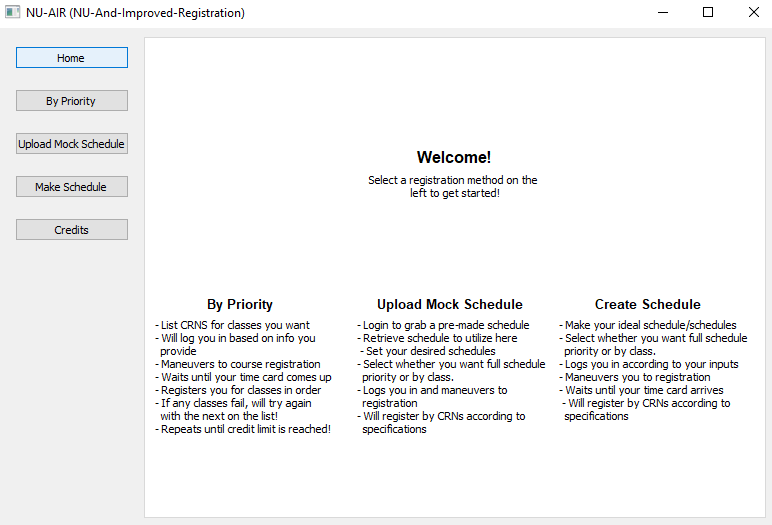 NU-AIR (NU-And-Improved-Registration)
Home
By Priority
Upload Mock Schedule
Make Schedule
Credits
Welcome!
Select a registration method on the
left to get started!
By Priority
- List CRNS for classes you want
- Will log you in based on info you
provide
- Maneuvers to course registration
- Waits until your time card comes up
- Registers you for classes in order
- If any classes fail, will try again
with the next on the list!
- Repeats until credit limit is reached!
Upload Mock Schedule
- Login to grab a pre-made schedule
- Retrieve schedule to utilize here
- Set your desired schedules
- Select whether you want full schedule
priority or by class.
- Logs you in and maneuvers to
registration
- Will register by CRNs according to
specifications
Create Schedule
- Make your ideal schedule/schedules
- Select whether you want full schedule
priority or by class.
- Logs you in according to your inputs
- Maneuvers you to registration
- Waits until your time card arrives
- Will register by CRNs according to
specifications